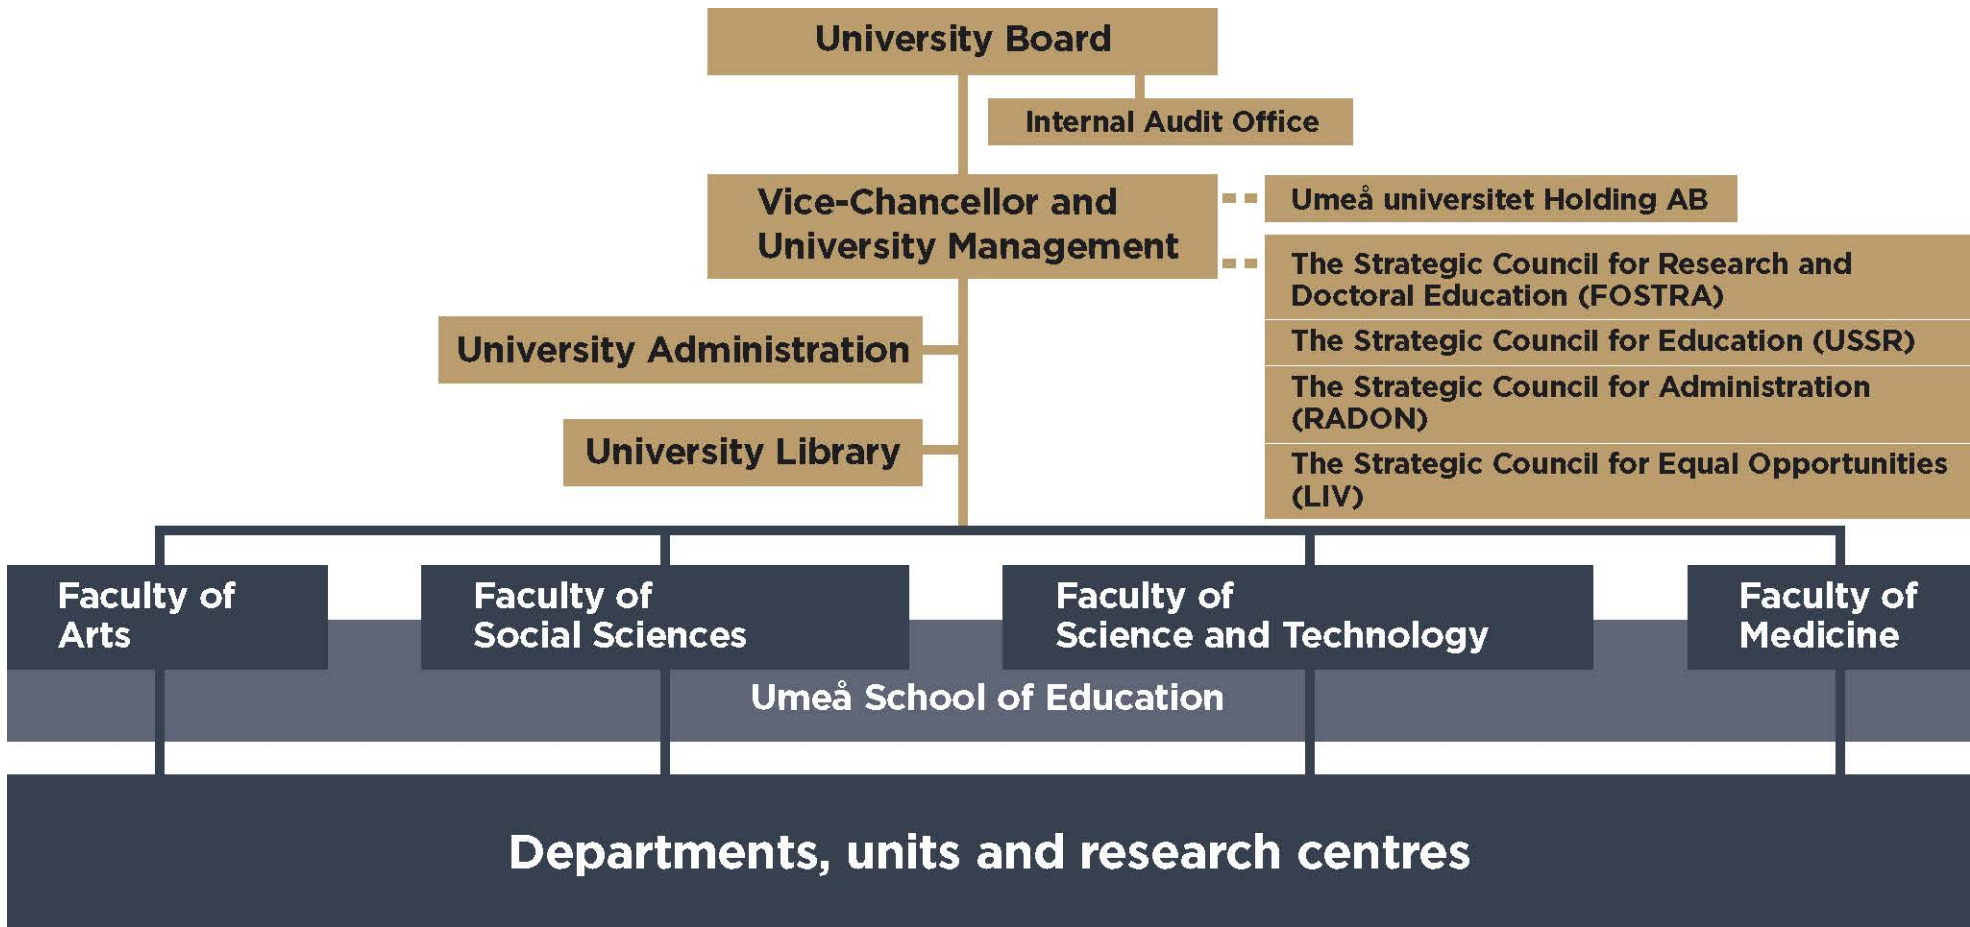 University Board
Internal Audit Office
Vice-Chancellor and
University Management
Umeå universitet Holding AB
The Strategic Council for Research and
Doctoral Education (FOSTRA)
The Strategic Council for Education (USSR)
The Strategic Council for Administration
(RADON)
The Strategic Council for Equal Opportunities
(LIV)
University Administration
University Library
Faculty of
Arts
Faculty of
Social Sciences
Faculty of
Science and Technology
Faculty of
Medicine
Umeå School of Education
Departments, units and research centres